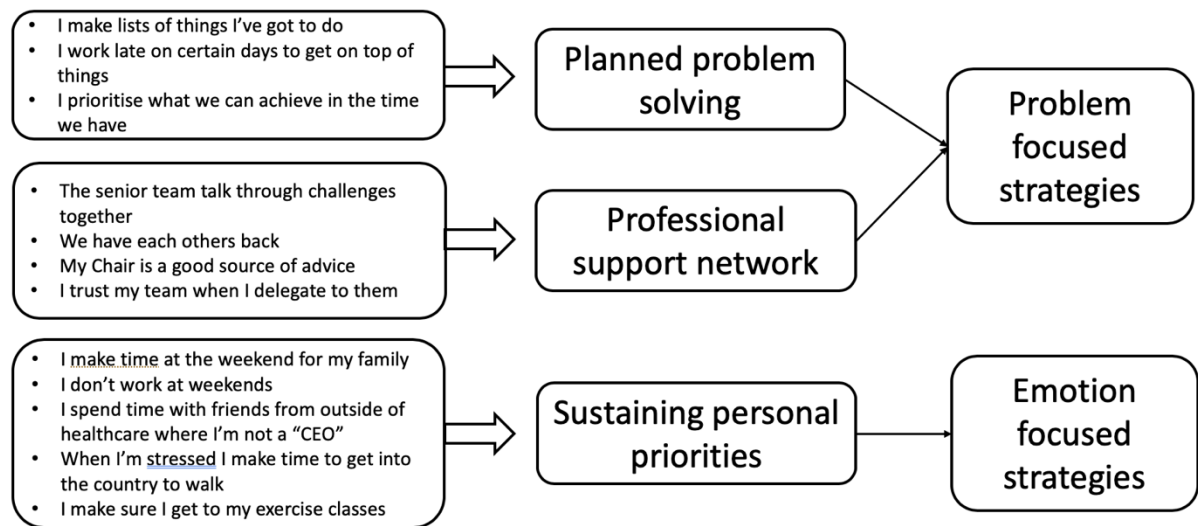 • I make lists of things I’ve got to do
• I work late on certain days to get on top of
things
• I prioritise what we can achieve in the time
we have
Planned problem
solving
Problem
focused
strategies
• The senior team talk through challenges
together
• We have each others back
• My Chair is a good source of advice
• I trust my team when I delegate to them
Professional
support network
• I make time at the weekend for my family
• I don’t work at weekends
• I spend time with friends from outside of
healthcare where I’m not a “CEO”
• When I’m stressed I make time to get into
the country to walk
• I make sure I get to my exercise classes
Sustaining personal
priorities
Emotion
focused
strategies